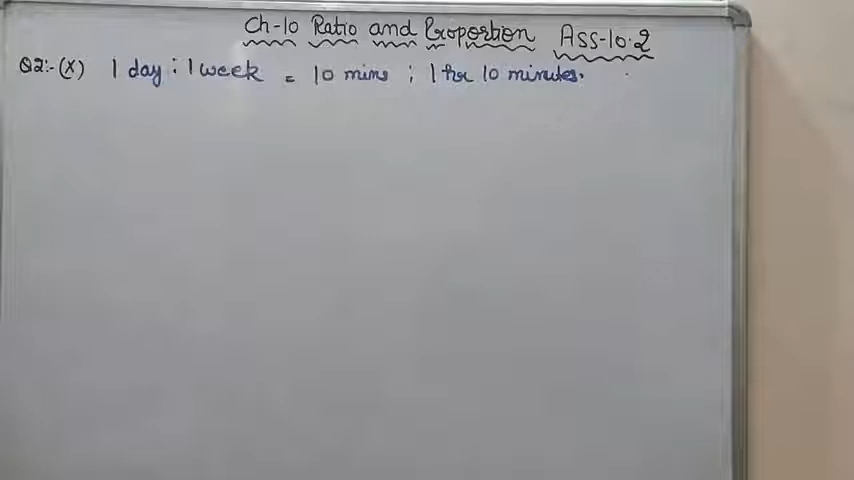 Ch-10 Ratio and Proportion Ass-10.2
Q2:-(x) 1 day : 1 week = 10 mins ; 1 hr 10 minutes.